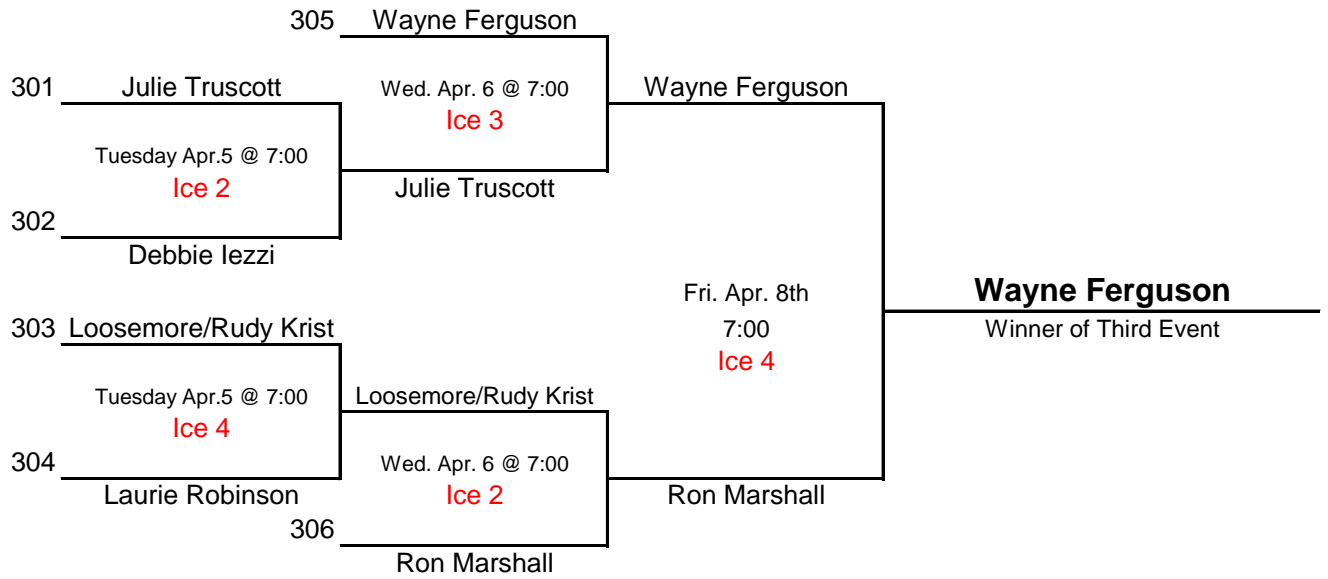 305 Wayne Ferguson
301 Julie Truscott
Wed. Apr. 6 @ 7:00
Wayne Ferguson
Ice 3
Tuesday Apr.5 @ 7:00
Ice 2
Julie Truscott
302
Debbie Iezzi
Fri. Apr. 8th
Wayne Ferguson
303 Loosemore/Rudy Krist
7:00
Winner of Third Event
Ice 4
Tuesday Apr.5 @ 7:00
Loosemore/Rudy Krist
Ice 4
304
Wed. Apr. 6 @ 7:00
Laurie Robinson
Ice 2
Ron Marshall
306
Ron Marshall